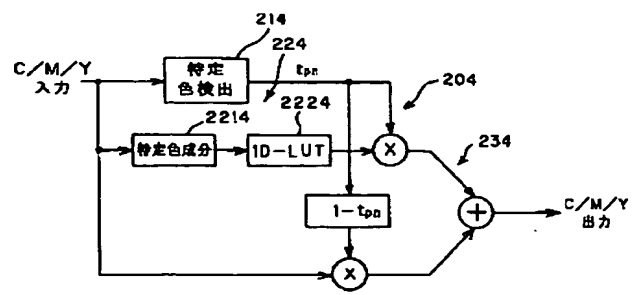 214
224
C/M/Y
入力
特定
色検出
tpn
204
2214
2224
特定色成分
1D-LUT
×
234
1-tpn
+
C/M/Y
出力
×